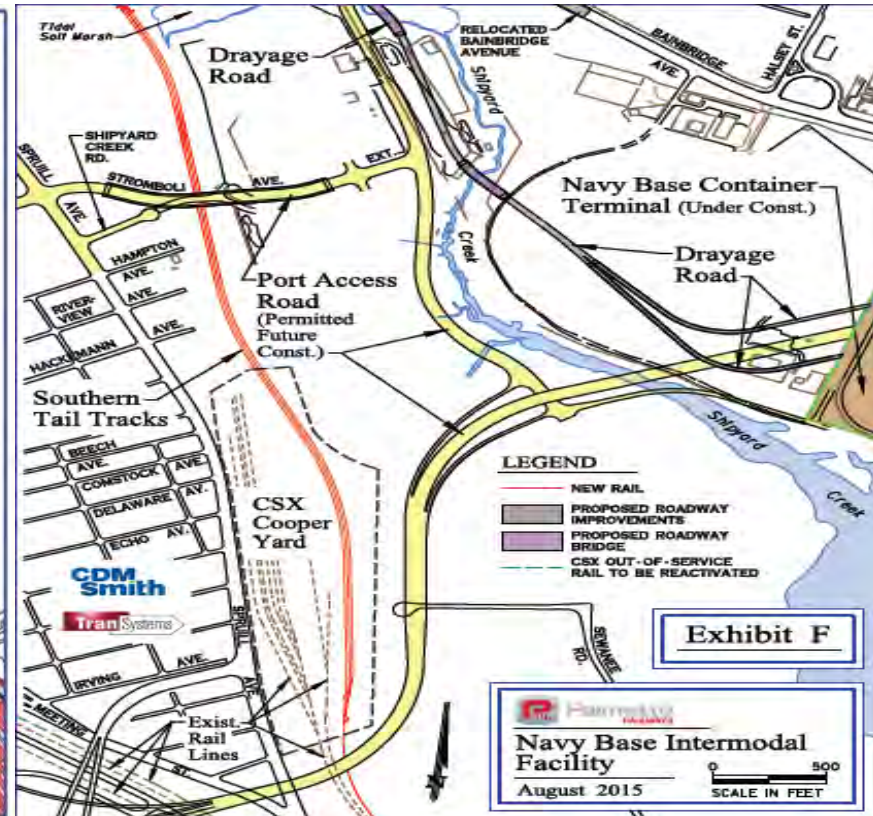 Tidal
Salt Marsh
Drayage
Road
RELOCATED
BAINBRIDGE
AVENUE
BAINBRIDGE
AVE.
HALSEY ST.
Shipyard
Creek
SHIPYARD
CREEK
RD.
SPRUILL
AVE.
STROMBOLI
AVE.
EXT.
Navy Base Container
Terminal (Under Const.)
Drayage
Road
HAMPTON
AVE.
RIVER-
VIEW
AVE.
HACKEMANN
AVE.
Port Access
Road
(Permitted
Future
Const.)
Southern
Tail Tracks
BEECH
AVE.
COMSTOCK AVE.
DELAWARE AV.
ECHO AV.
CSX
Cooper
Yard
Shipyard
Creek
LEGEND
NEW RAIL
PROPOSED ROADWAY
IMPROVEMENTS
PROPOSED ROADWAY
BRIDGE
CSX OUT-OF-SERVICE
RAIL TO BE REACTIVATED
CDM
Smith
TranSystems
SPRUILL
AVE.
IRVING AVE.
MEETING
ST.
Exist.
Rail
Lines
SEWANEE
RD.
Exhibit F
Palmetto
RAILWAYS
Navy Base Intermodal
Facility
August 2015
0 500
SCALE IN FEET